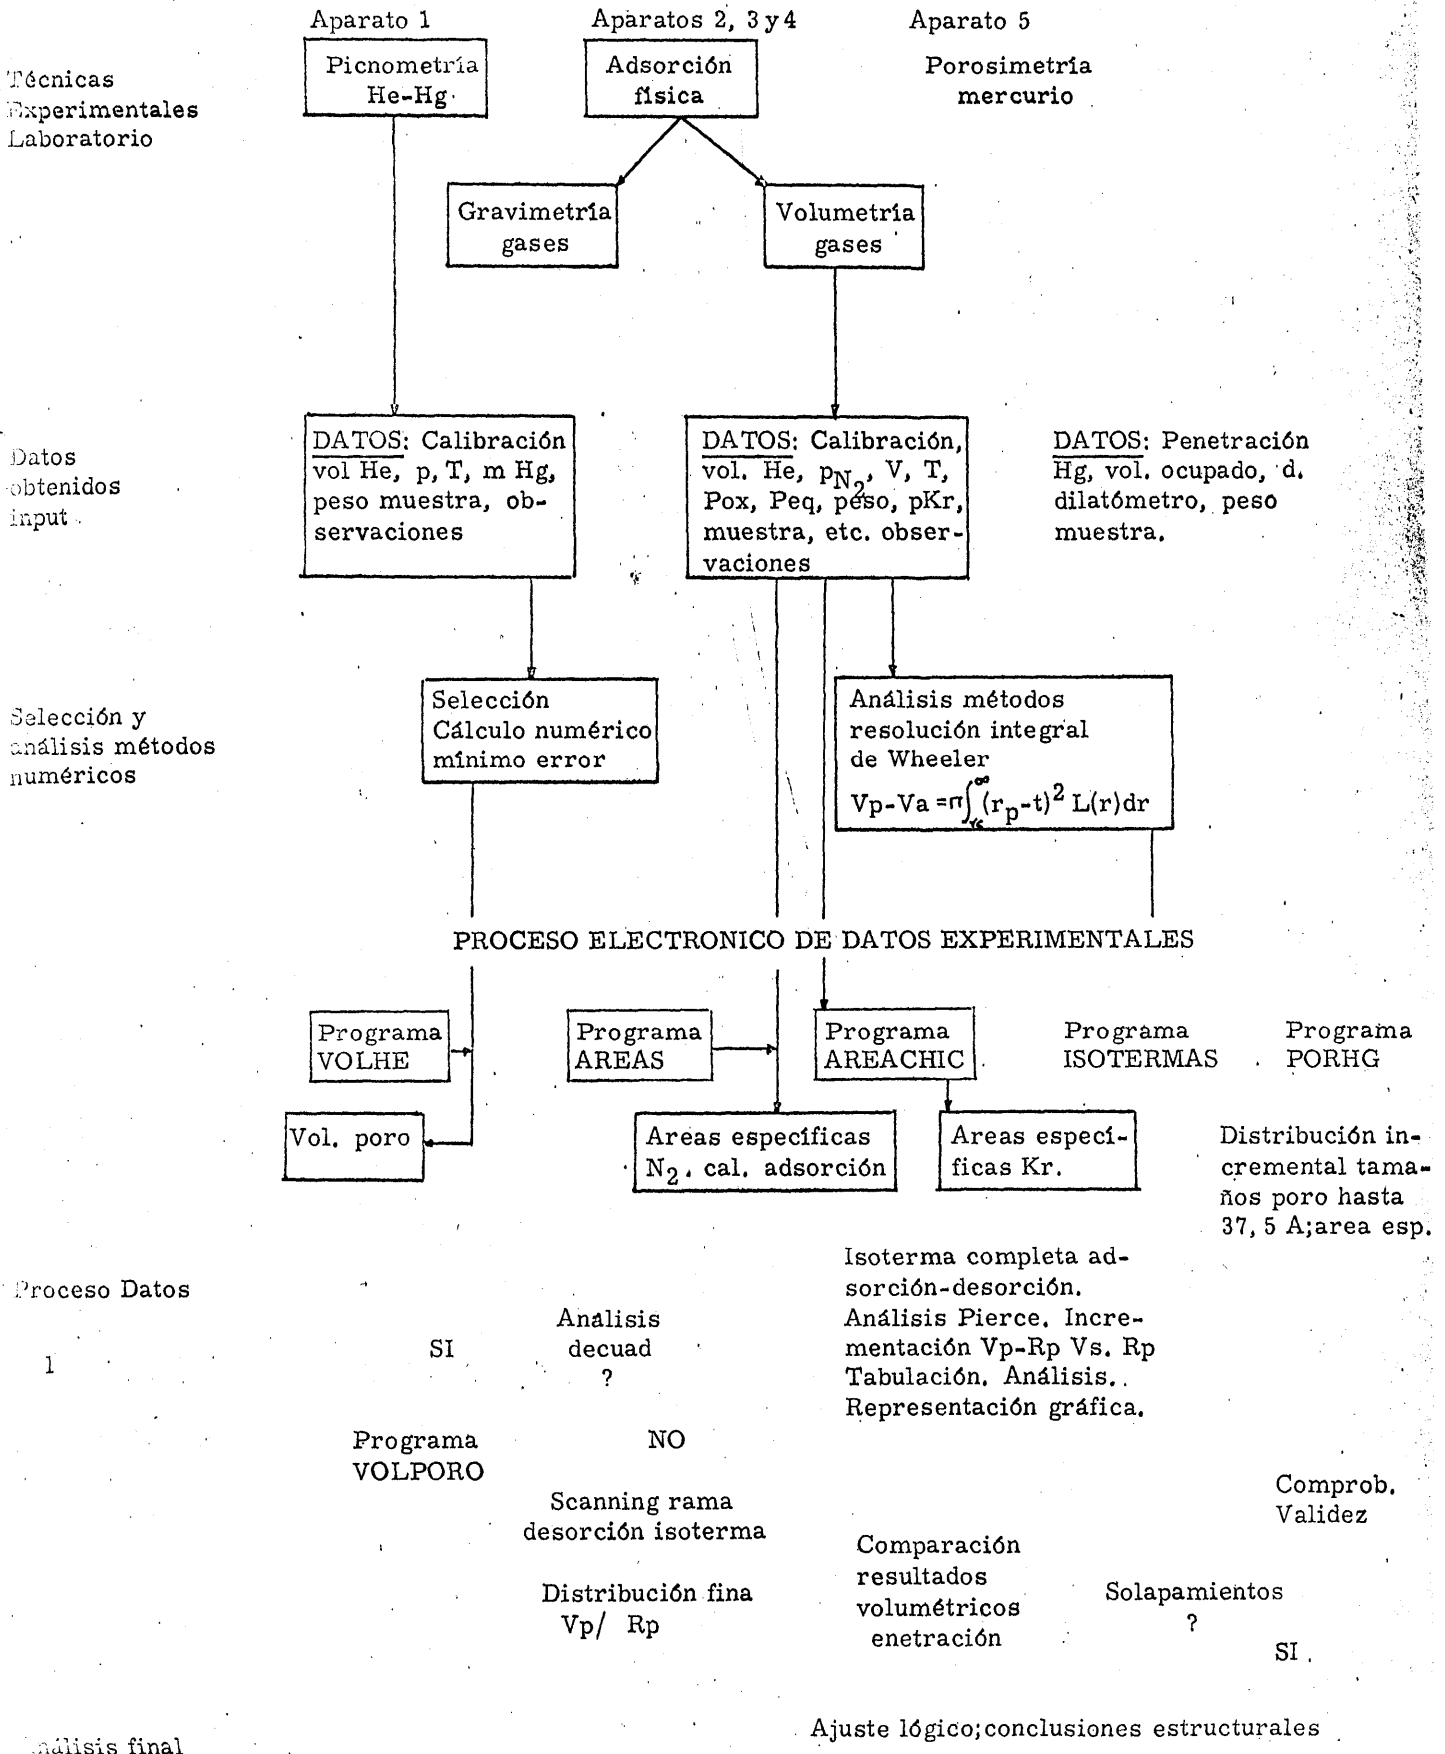 Aparato 1
Aparatos 2, 3 y 4
Aparato 5
Técnicas
Experimentales
Laboratorio
Picnometría
He-Hg.
Adsorción
física
Porosimetría
mercurio
Gravimetría
gases
Volumetría
gases
Datos
obtenidos
input
DATOS: Calibración
vol He, p, T, m Hg,
peso muestra, ob-
servaciones
DATOS: Calibración,
vol. He, pN2, V, T,
Pox, Peq, peso, pKr,
muestra, etc. obser-
vaciones
DATOS: Penetración
Hg, vol. ocupado, d.
dilatómetro, peso
muestra.
Selección y
análisis métodos
numéricos
Selección
Cálculo numérico
mínimo error
Análisis métodos
resolución integral
de Wheeler
Vp-Va = π∫rc∞ (rp-t)2 L(r)dr
PROCESO ELECTRONICO DE DATOS EXPERIMENTALES
Programa
VOLHE
Programa
AREAS
Programa
AREACHIC
Programa
ISOTERMAS
Programa
PORHG
Vol. poro
Areas específicas
N2. cal. adsorción
Areas especí-
ficas Kr.
Distribución in-
cremental tama-
ños poro hasta
37, 5 A;area esp.
Proceso Datos
1
SI
Análisis
decuad
?
Isoterma completa ad-
sorción-desorción.
Análisis Pierce. Incre-
mentación Vp-Rp Vs. Rp
Tabulación. Análisis.
Representación gráfica.
Programa
VOLPORO
NO
Scanning rama
desorción isoterma
Distribución fina
Vp/ Rp
Comparación
resultados
volumétricos
enetración
Comprob.
Validez
Solapamientos
?
SI
Análisis final
Ajuste lógico;conclusiones estructurales